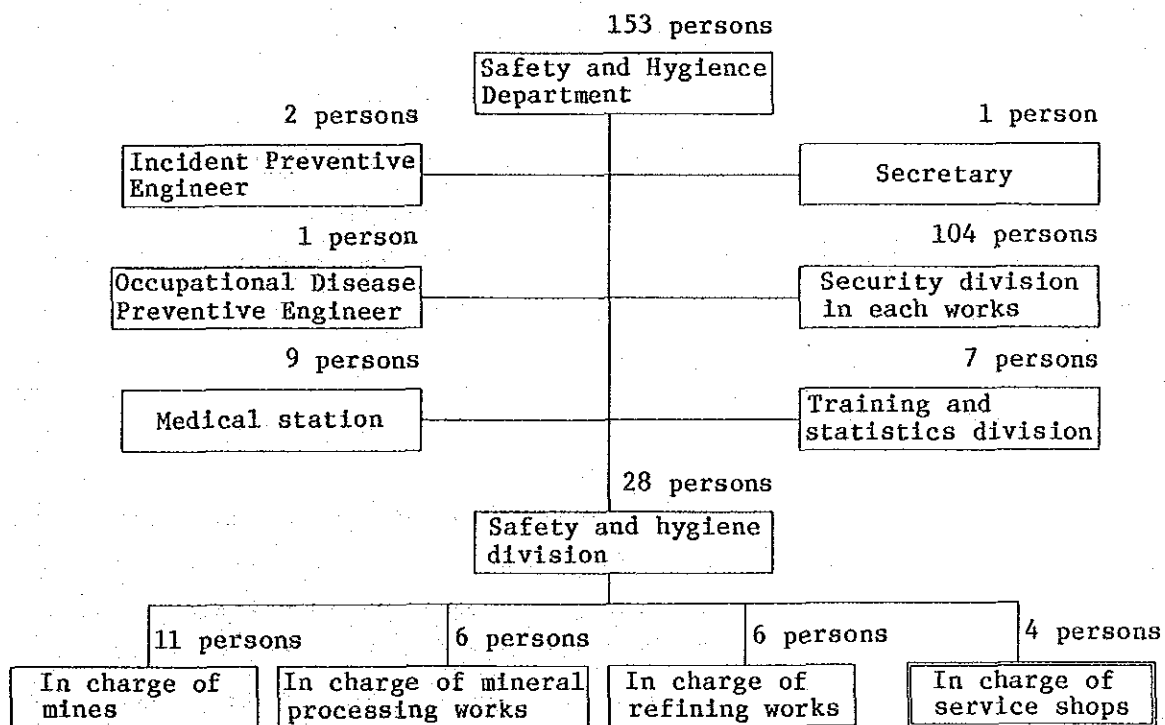 153 persons
Safety and Hygience
Department
2 persons
Incident Preventive
Engineer
1 person
Secretary
1 person
Occupational Disease
Preventive Engineer
104 persons
Security division
in each works
9 persons
Medical station
7 persons
Training and
statistics division
28 persons
Safety and hygiene
division
11 persons
In charge of
mines
6 persons
In charge of mineral
processing works
6 persons
In charge of
refining works
4 persons
In charge of
service shops